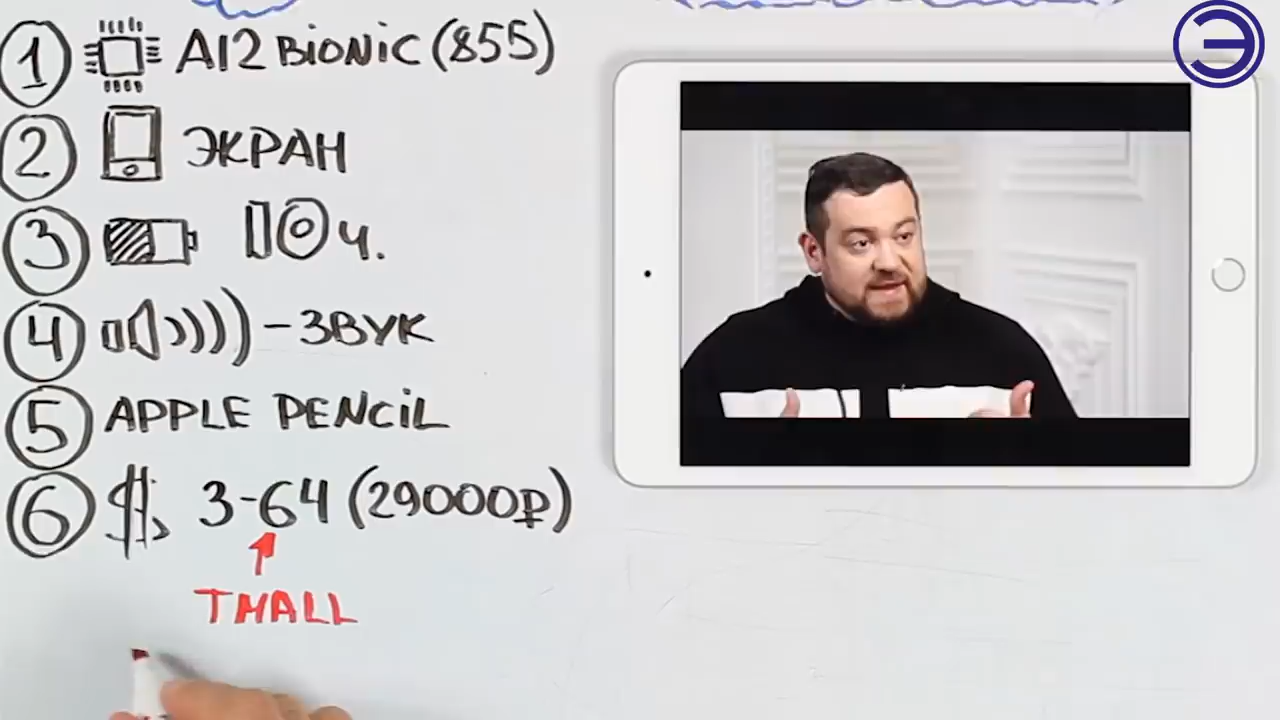 1 A12 BiONiC (855)
2 ЭКРАН
3 10 ч.
4 - ЗВУК
5 APPLE PENCiL
6 $ 3-64 (29000₽)
TMALL
Э